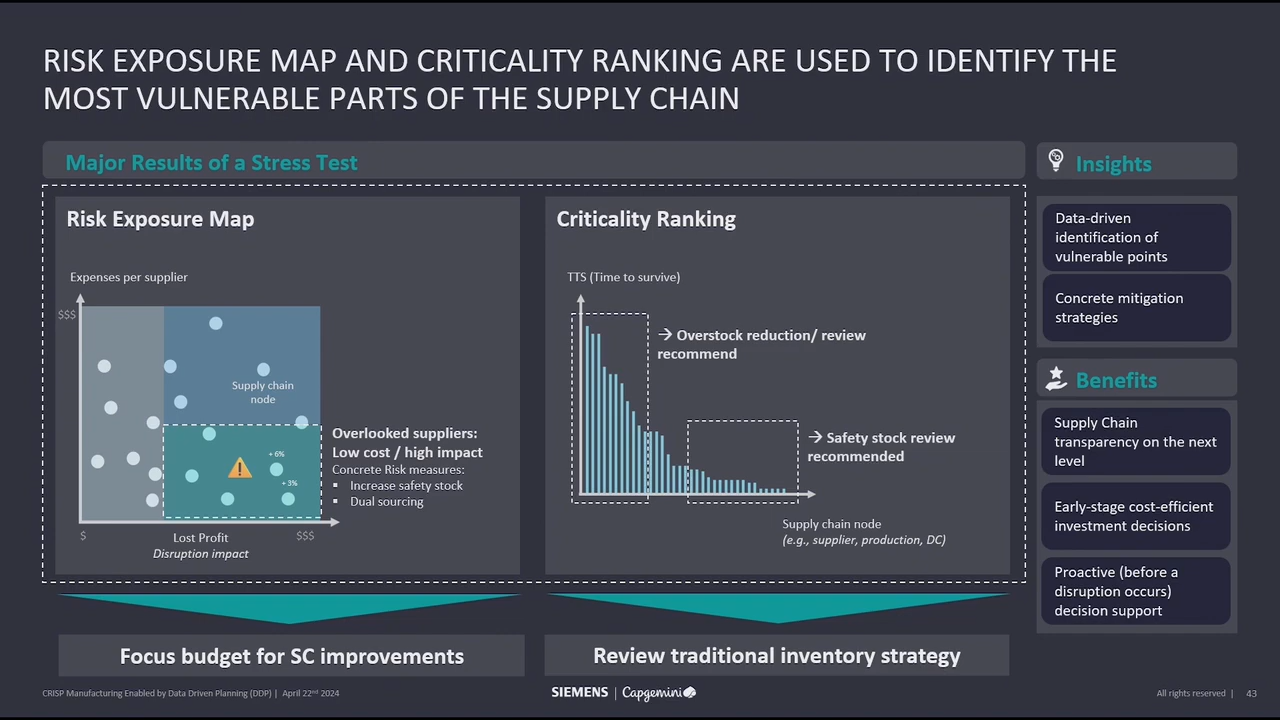 RISK EXPOSURE MAP AND CRITICALITY RANKING ARE USED TO IDENTIFY THE
MOST VULNERABLE PARTS OF THE SUPPLY CHAIN
Major Results of a Stress Test
Risk Exposure Map
Expenses per supplier
$$$
Supply chain
node
+ 6%
+ 3%
Overlooked suppliers:
Low cost / high impact
Concrete Risk measures:
▪ Increase safety stock
▪ Dual sourcing
$
Lost Profit
$$$
Disruption impact
Criticality Ranking
TTS (Time to survive)
→ Overstock reduction/ review
recommend
→ Safety stock review
recommended
Supply chain node
(e.g., supplier, production, DC)
Focus budget for SC improvements
Review traditional inventory strategy
Insights
Data-driven
identification of
vulnerable points
Concrete mitigation
strategies
Benefits
Supply Chain
transparency on the next
level
Early-stage cost-efficient
investment decisions
Proactive (before a
disruption occurs)
decision support
CRISP Manufacturing Enabled by Data Driven Planning (DDP) | April 22nd 2024
SIEMENS | Capgemini
All rights reserved | 43